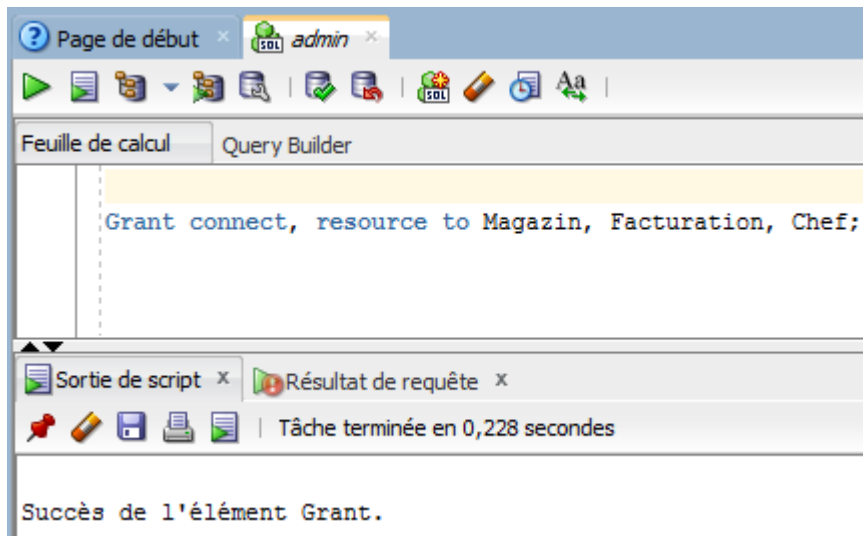 Page de début admin
Feuille de calcul Query Builder
Grant connect, resource to Magazin, Facturation, Chef;
Sortie de script x Résultat de requête x
Tâche terminée en 0,228 secondes
Succès de l'élément Grant.